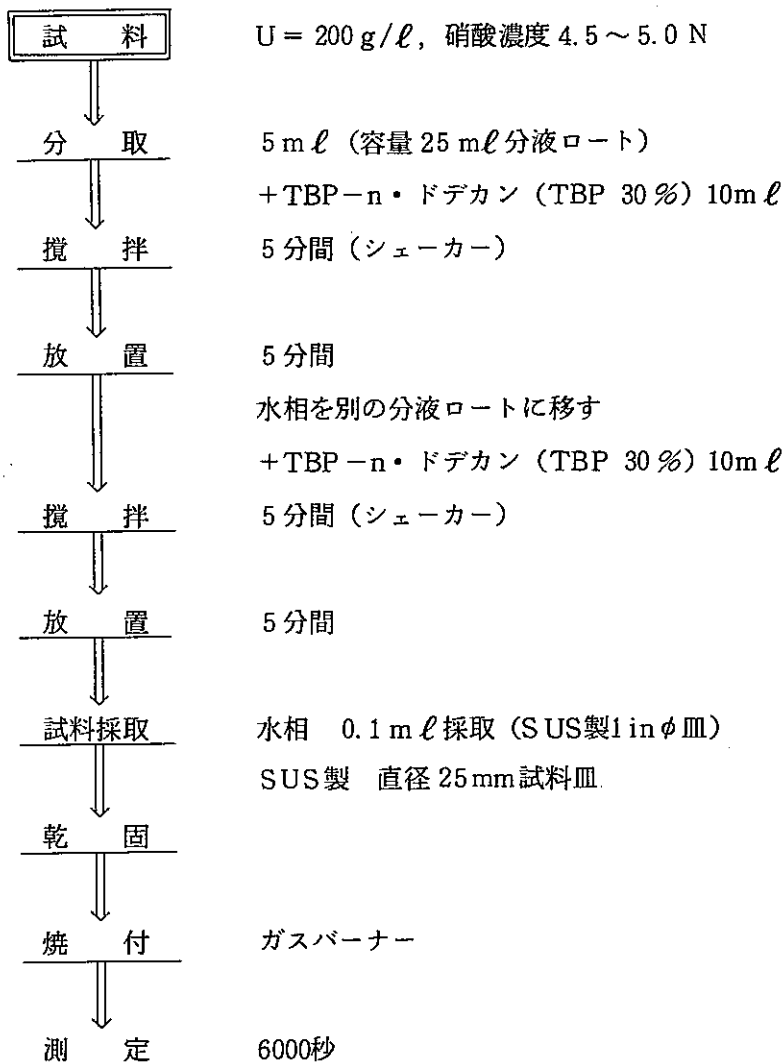 試料 U = 200 g/ℓ, 硝酸濃度 4.5~5.0 N
分取 5mℓ (容量 25 mℓ分液ロート)
+TBP-n・ドデカン (TBP 30%) 10mℓ
攪拌 5分間 (シェーカー)
放置 5分間
水相を別の分液ロートに移す
+TBP-n・ドデカン (TBP 30%) 10mℓ
攪拌 5分間 (シェーカー)
放置 5分間
試料採取 水相 0.1mℓ採取 (SUS製1inφ皿)
SUS製 直径25mm試料皿
乾固
焼付 ガスバーナー
測定 6000秒